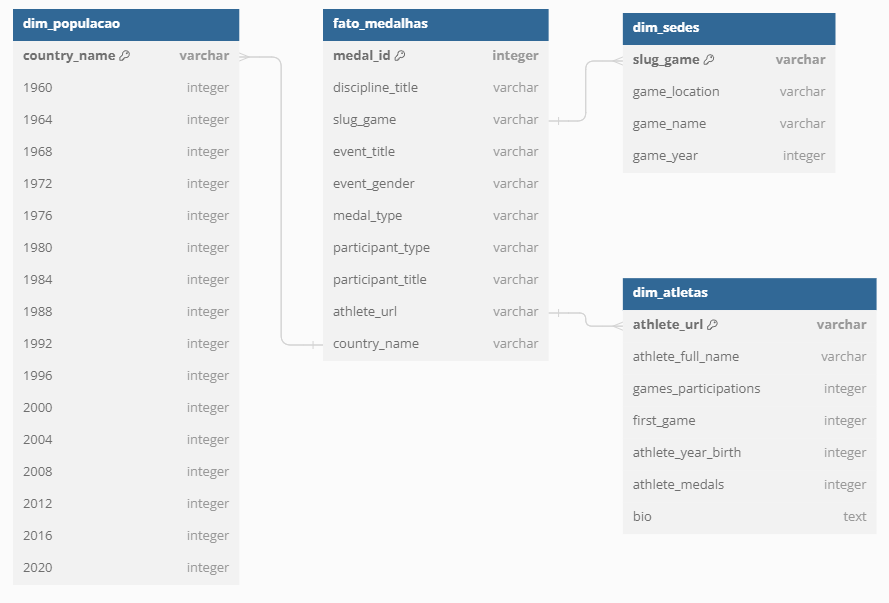 dim_populacao
country_name varchar
1960 integer
1964 integer
1968 integer
1972 integer
1976 integer
1980 integer
1984 integer
1988 integer
1992 integer
1996 integer
2000 integer
2004 integer
2008 integer
2012 integer
2016 integer
2020 integer
fato_medalhas
medal_id integer
discipline_title varchar
slug_game varchar
event_title varchar
event_gender varchar
medal_type varchar
participant_type varchar
participant_title varchar
athlete_url varchar
country_name varchar
dim_sedes
slug_game varchar
game_location varchar
game_name varchar
game_year integer
dim_atletas
athlete_url varchar
athlete_full_name varchar
games_participations integer
first_game integer
athlete_year_birth integer
athlete_medals integer
bio text